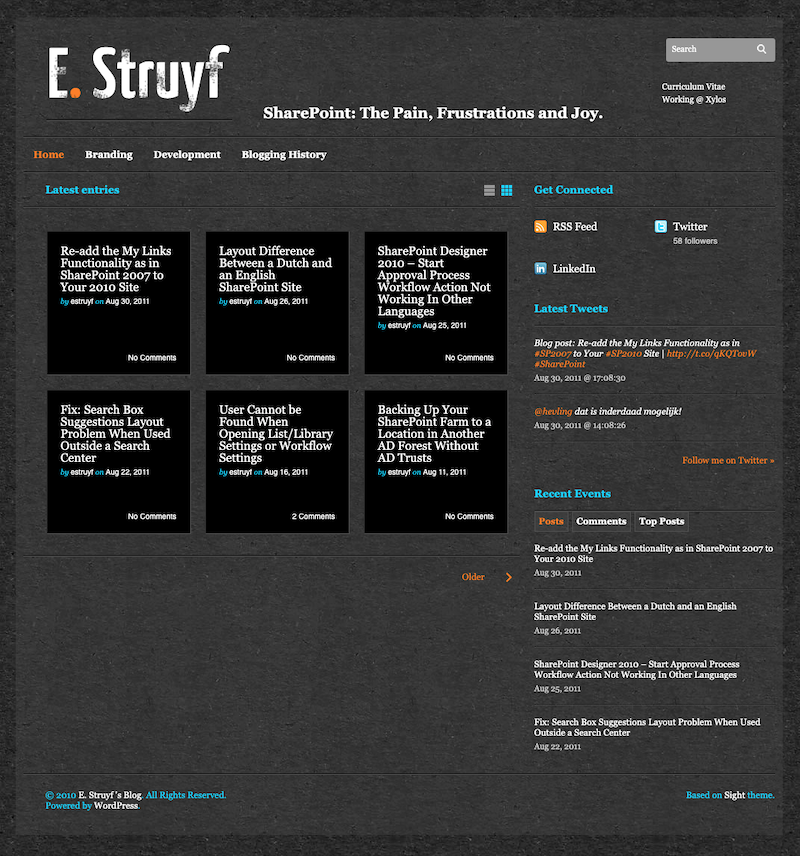 E. Struyf
SharePoint: The Pain, Frustrations and Joy.
Search
Curriculum Vitae
Working @ Xylos
Home
Branding
Development
Blogging History
Latest entries
Re-add the My Links
Functionality as in
SharePoint 2007 to
Your 2010 Site
by estruyf on Aug 30, 2011
No Comments
Layout Difference
Between a Dutch and
an English
SharePoint Site
by estruyf on Aug 26, 2011
No Comments
SharePoint Designer
2010 – Start
Approval Process
Workflow Action Not
Working In Other
Languages
by estruyf on Aug 25, 2011
No Comments
Fix: Search Box
Suggestions Layout
Problem When Used
Outside a Search
Center
by estruyf on Aug 22, 2011
No Comments
User Cannot be
Found When
Opening List/Library
Settings or Workflow
Settings
by estruyf on Aug 16, 2011
2 Comments
Backing Up Your
SharePoint Farm to a
Location in Another
AD Forest Without
AD Trusts
by estruyf on Aug 11, 2011
No Comments
Older
Get Connected
RSS Feed
Twitter
58 followers
LinkedIn
Latest Tweets
Blog post: Re-add the My Links Functionality as in
#SP2007 to Your #SP2010 Site | http://t.co/qKQTovW
#SharePoint
Aug 30, 2011 @ 17:08:30
@hevling dat is inderdaad mogelijk!
Aug 30, 2011 @ 14:08:26
Follow me on Twitter »
Recent Events
Posts
Comments
Top Posts
Re-add the My Links Functionality as in SharePoint 2007 to
Your 2010 Site
Aug 30, 2011
Layout Difference Between a Dutch and an English
SharePoint Site
Aug 26, 2011
SharePoint Designer 2010 – Start Approval Process
Workflow Action Not Working In Other Languages
Aug 25, 2011
Fix: Search Box Suggestions Layout Problem When Used
Outside a Search Center
Aug 22, 2011
© 2010 E. Struyf's Blog. All Rights Reserved.
Powered by WordPress.
Based on Sight theme.